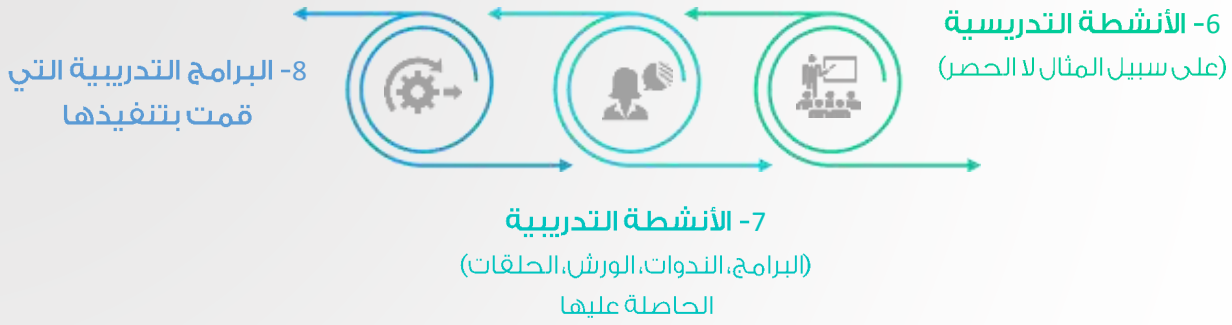 6- الأنشطة التدريسية
(على سبيل المثال لا الحصر)
7- الأنشطة التدريبية
(البرامج، الندوات، الورش، الحلقات)
الحاصلة عليها
8- البرامج التدريبية التي
قمت بتنفيذها